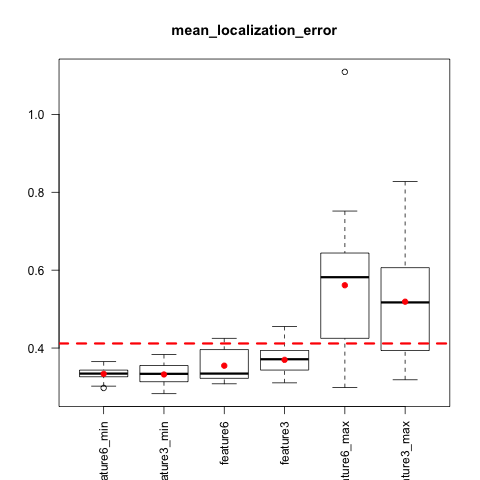 mean_localization_error
1.0
0.8
0.6
0.4
ature6_min
ature3_min
feature6
feature3
ture6_max
ture3_max